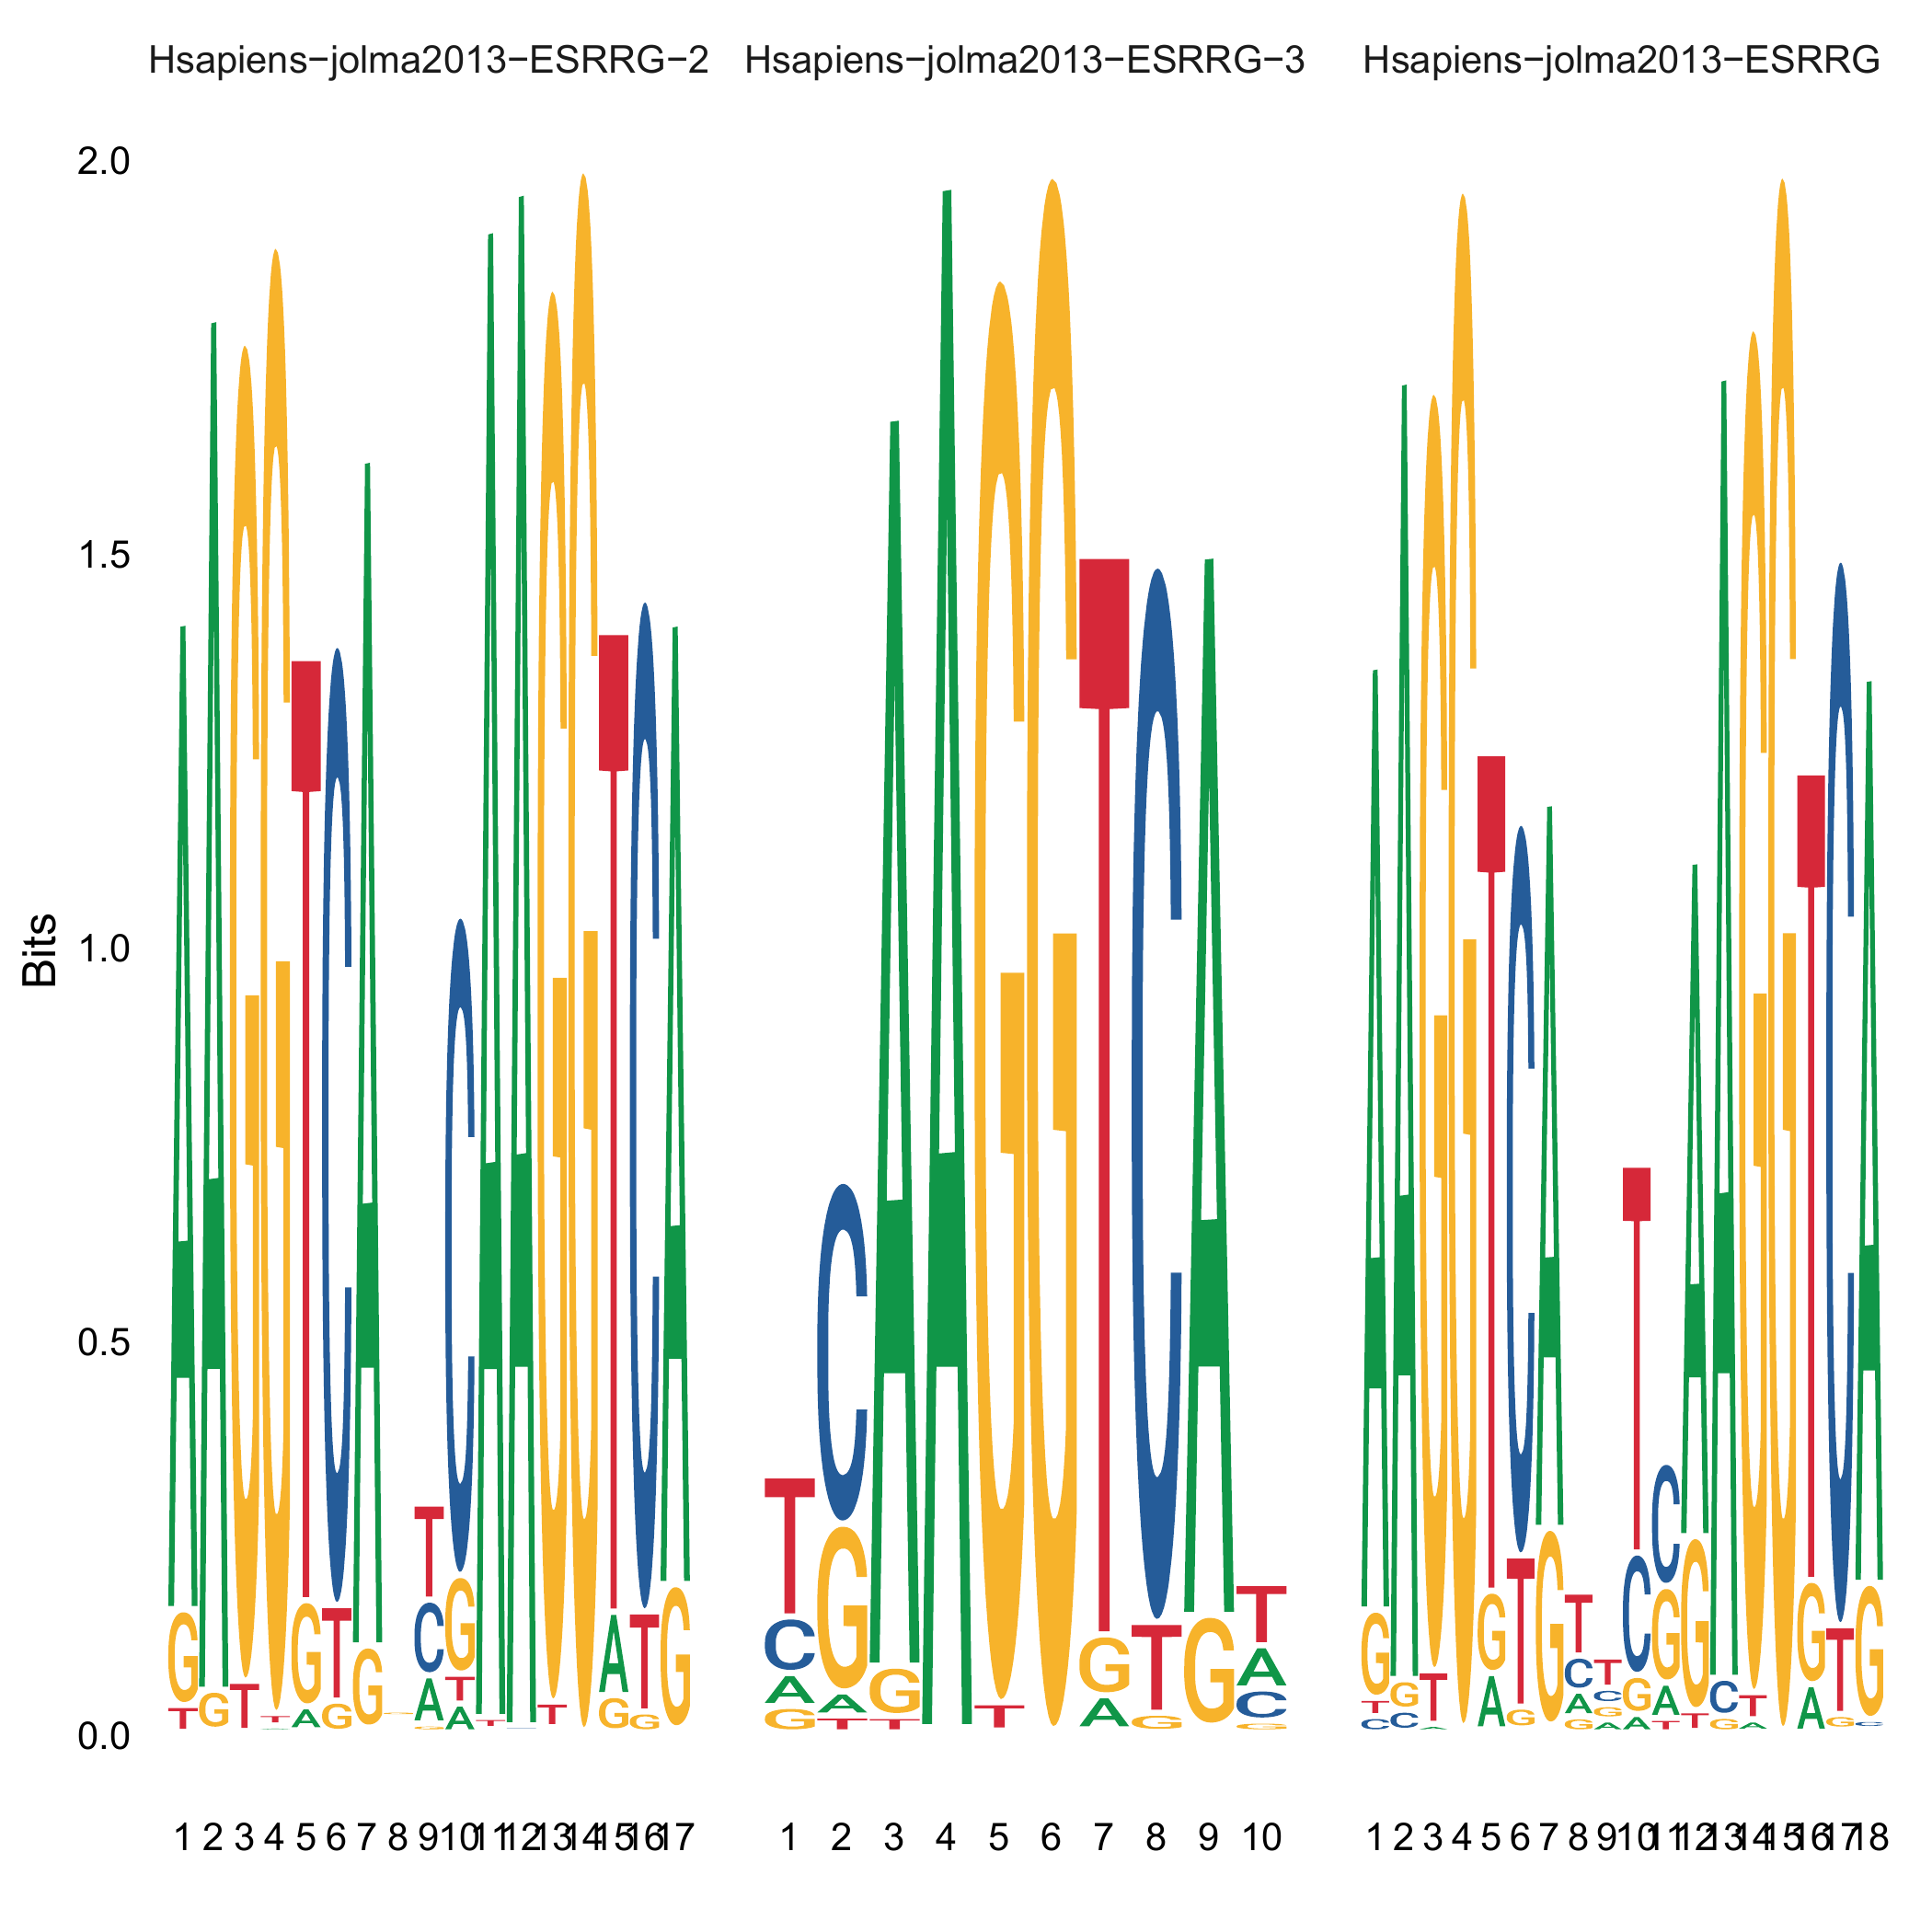 Hsapiens−jolma2013−ESRRG−2 Hsapiens−jolma2013−ESRRG−3 Hsapiens−jolma2013−ESRRG
2.0
1.5
1.0
0.5
0.0
Bits
1 2 3 4 5 6 7 8 9 10 11 12 13 14 15 16 17
1 2 3 4 5 6 7 8 9 10
1 2 3 4 5 6 7 8 9 10 11 12 13 14 15 16 17 18